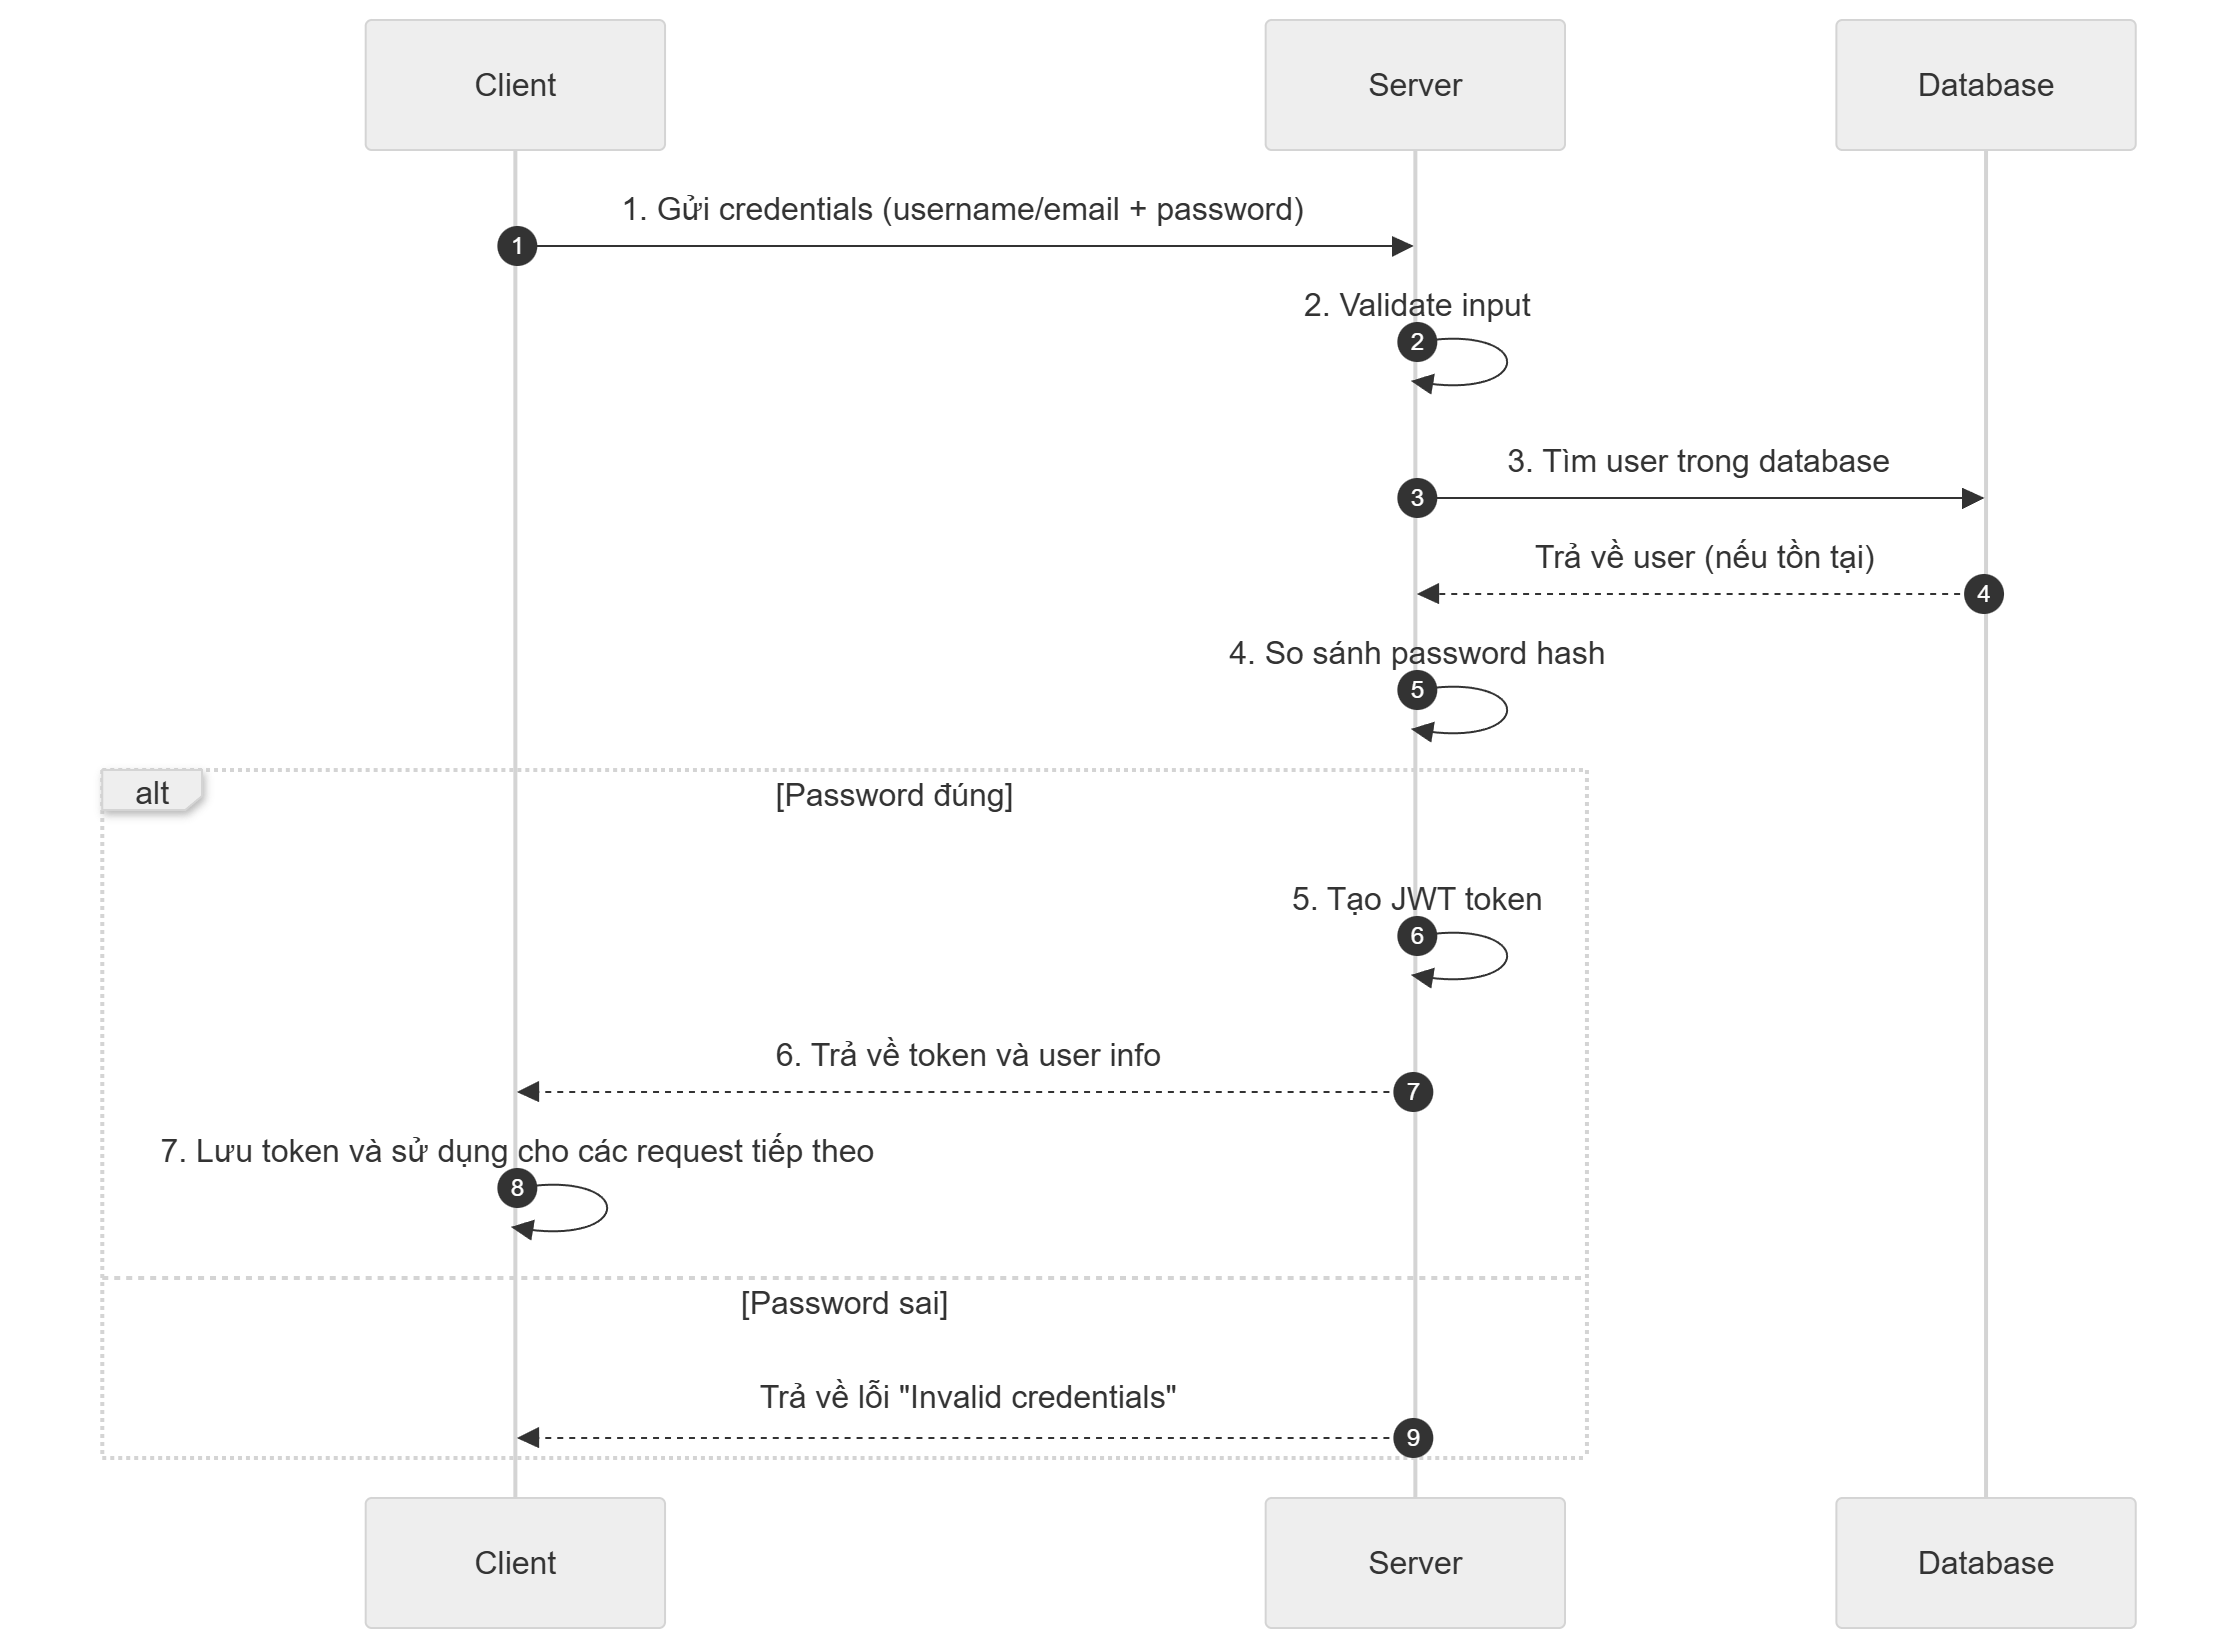 Client
Server
Database
1. Gửi credentials (username/email + password)
1
2. Validate input
2
3. Tìm user trong database
3
Trả về user (nếu tồn tại)
4
4. So sánh password hash
5
alt
[Password đúng]
5. Tạo JWT token
6
6. Trả về token và user info
7
7. Lưu token và sử dụng cho các request tiếp theo
8
[Password sai]
Trả về lỗi "Invalid credentials"
9
Client
Server
Database